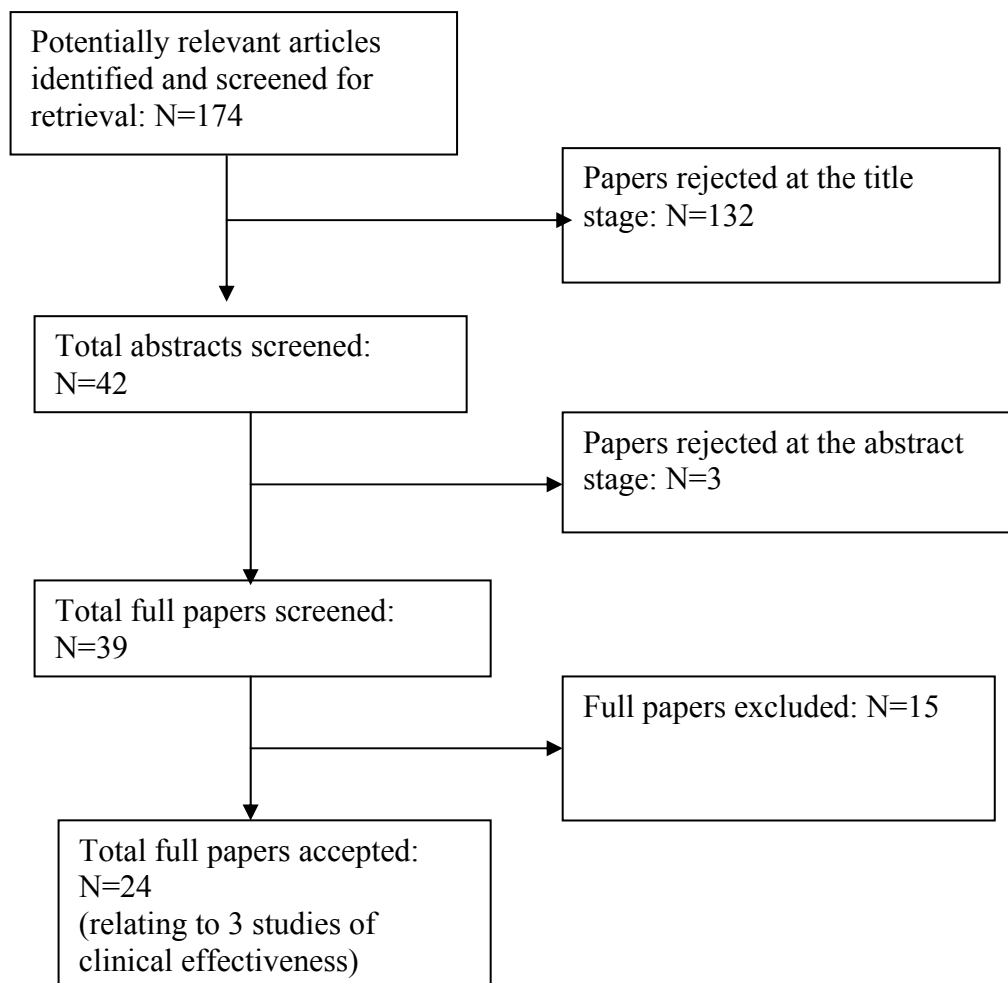 Potentially relevant articles
identified and screened for
retrieval: N=174
Papers rejected at the title
stage: N=132
Total abstracts screened:
N=42
Papers rejected at the abstract
stage: N=3
Total full papers screened:
N=39
Full papers excluded: N=15
Total full papers accepted:
N=24
(relating to 3 studies of
clinical effectiveness)